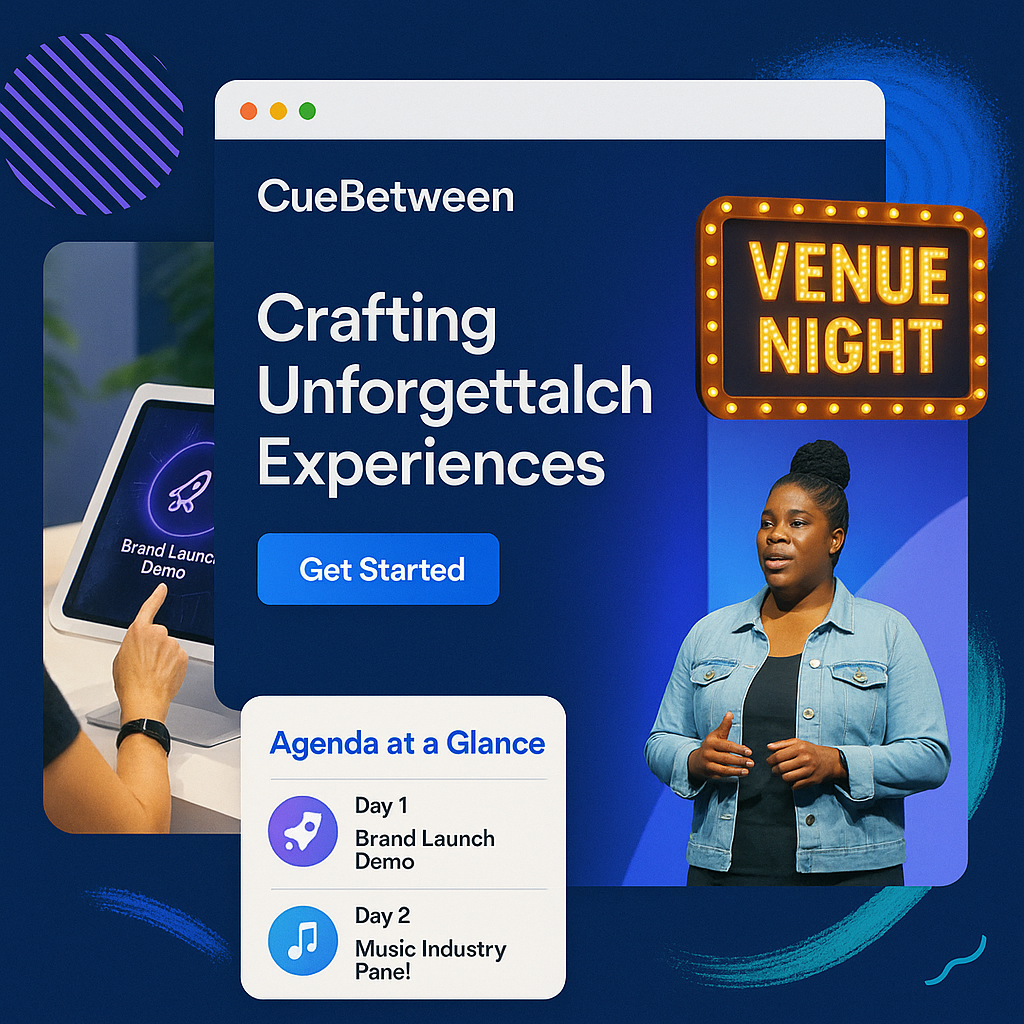 CueBetween
VENUE
NIGHT
Crafting
Unforgettalch
Experiences
Get Started
Brand Launc
Demo
Agenda at a Glance
Day 1
Brand Launch
Demo
Day 2
Music Industry
Pane!